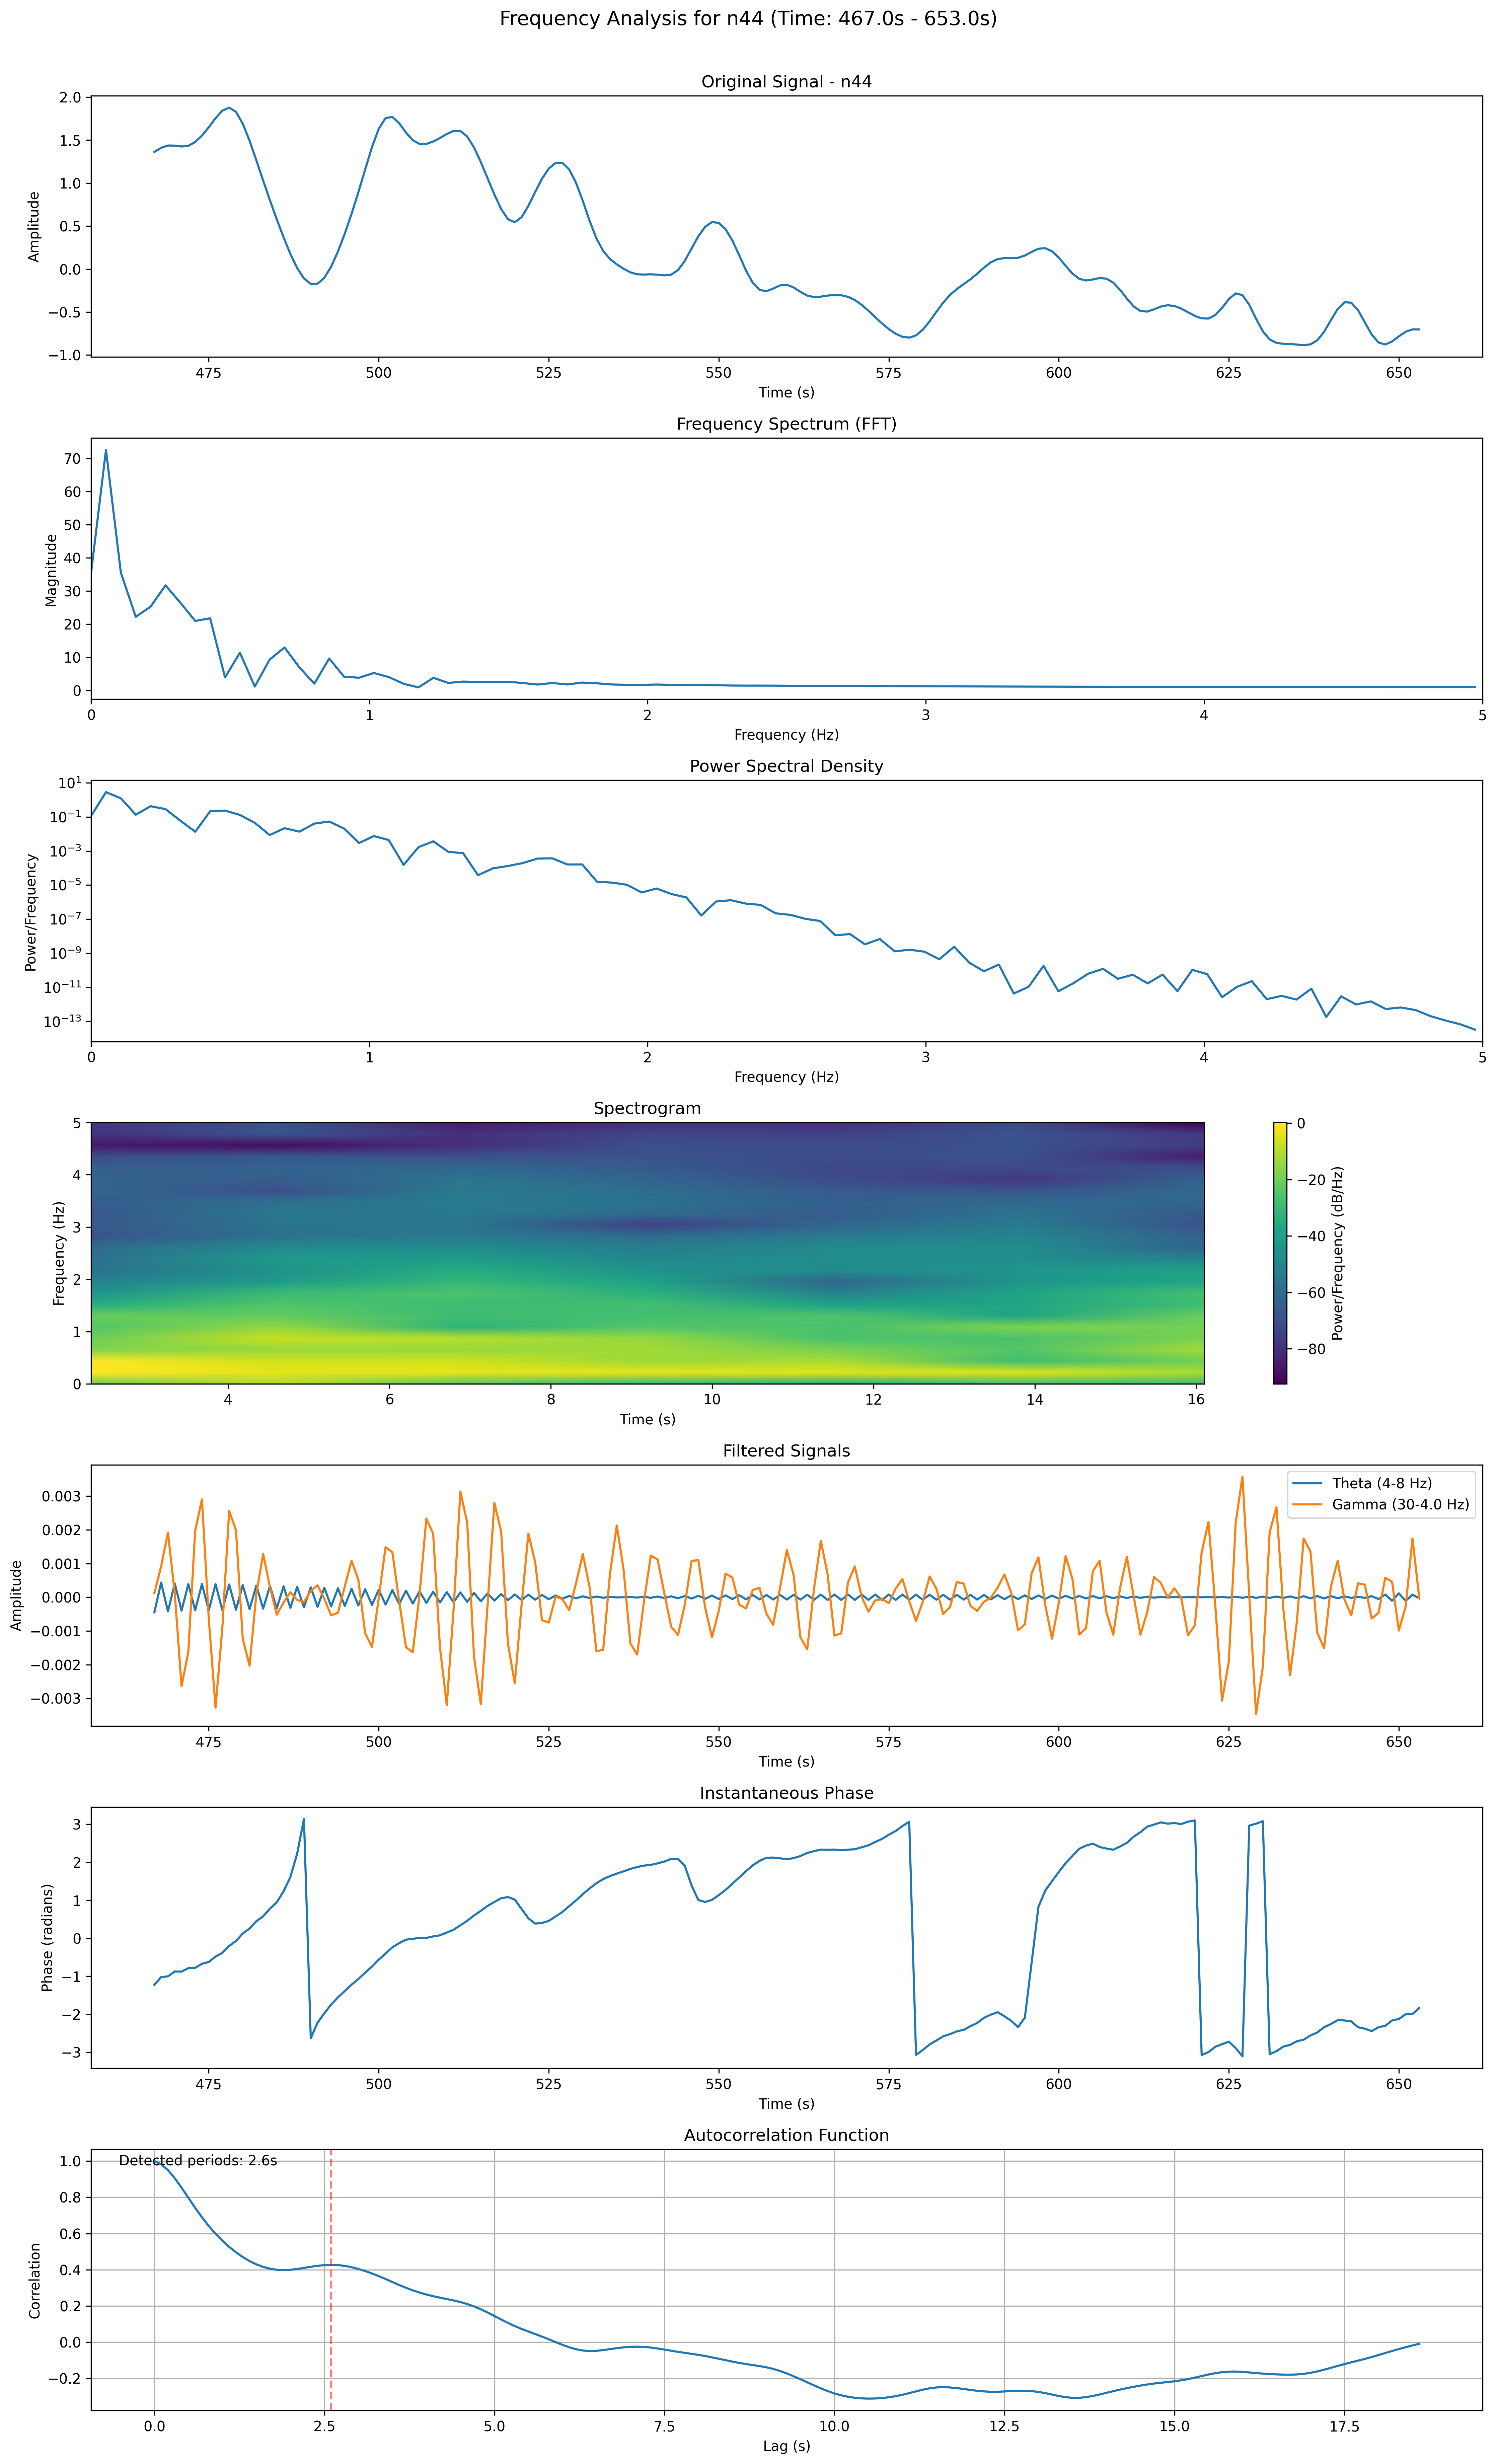 Frequency Analysis for n44 (Time: 467.0s - 653.0s)
Original Signal - n44
2.0
1.5
1.0
0.5
0.0
−0.5
−1.0
Amplitude
475 500 525 550 575 600 625 650
Time (s)
Frequency Spectrum (FFT)
70
60
50
40
30
20
10
0
Magnitude
0 1 2 3 4 5
Frequency (Hz)
Power Spectral Density
10¹
10⁻¹
10⁻³
10⁻⁵
10⁻⁷
10⁻⁹
10⁻¹¹
10⁻¹³
Power/Frequency
0 1 2 3 4 5
Frequency (Hz)
Spectrogram
5
4
3
2
1
0
Frequency (Hz)
4 6 8 10 12 14 16
Time (s)
0
−20
−40
−60
−80
Power/Frequency (dB/Hz)
Filtered Signals
Theta (4-8 Hz)
Gamma (30-4.0 Hz)
0.003
0.002
0.001
0.000
−0.001
−0.002
−0.003
Amplitude
475 500 525 550 575 600 625 650
Time (s)
Instantaneous Phase
3
2
1
0
−1
−2
−3
Phase (radians)
475 500 525 550 575 600 625 650
Time (s)
Autocorrelation Function
Detected periods: 2.6s
1.0
0.8
0.6
0.4
0.2
0.0
−0.2
Correlation
0.0 2.5 5.0 7.5 10.0 12.5 15.0 17.5
Lag (s)